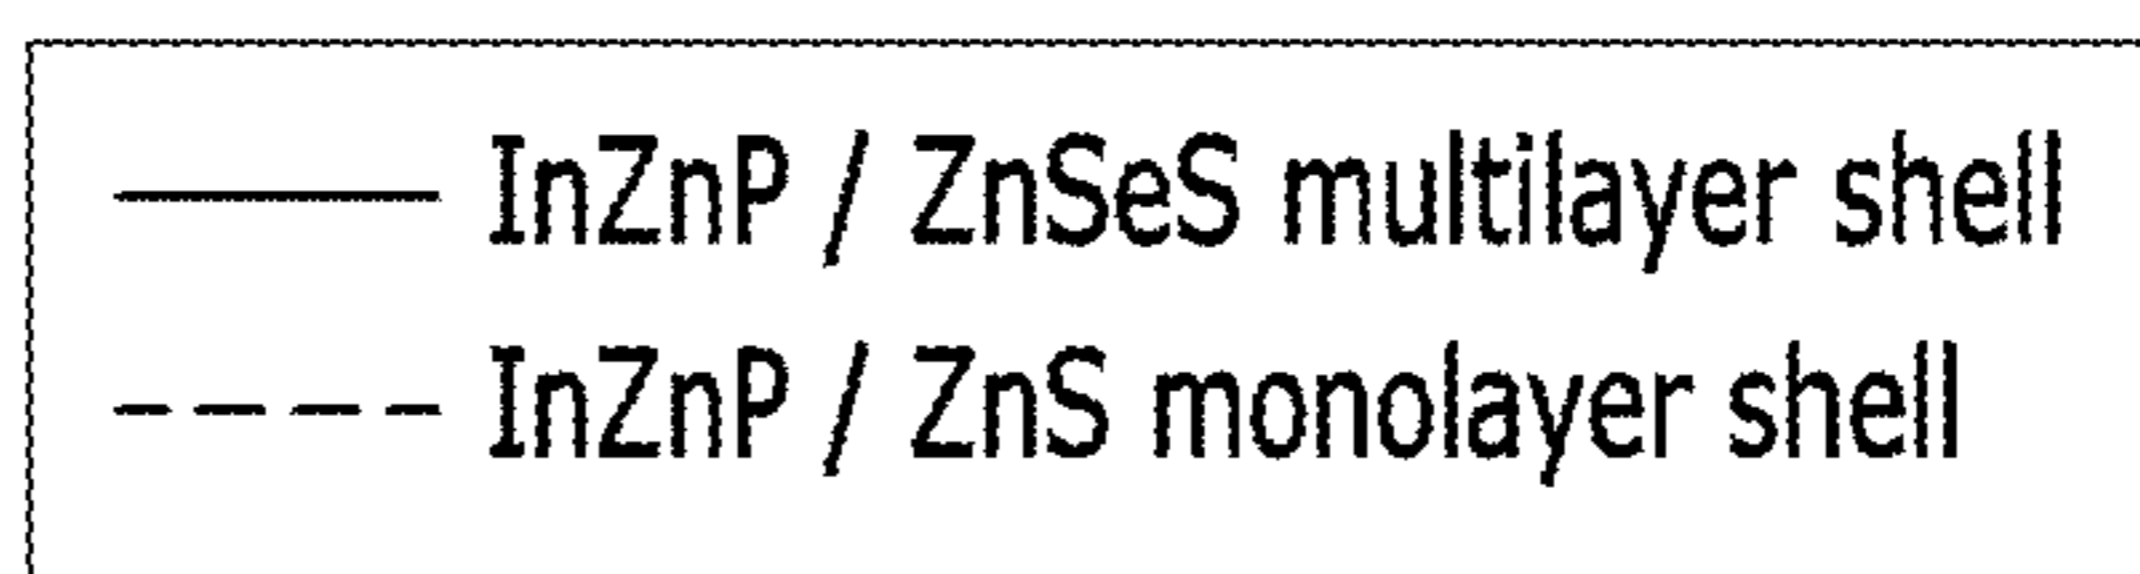 InZnP / ZnSeS multilayer shell
InZnP / ZnS monolayer shell